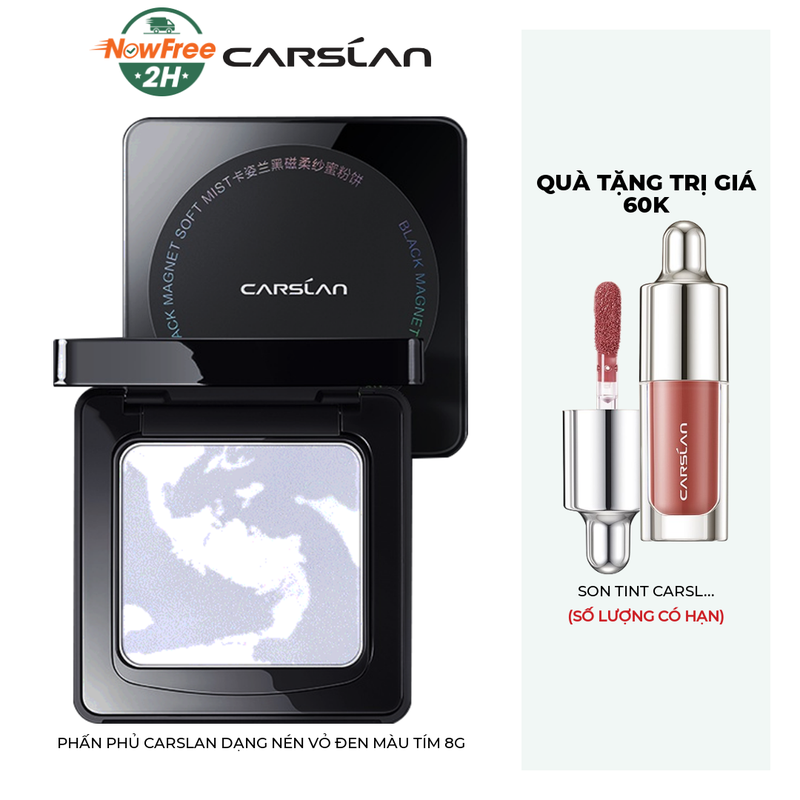 NowFree
2H
CARSLAN
BLACK MAGNET SOFT MIST卡姿兰黑磁柔纱蜜粉饼
BLACK MAGNET
CARSLAN
PHẤN PHỦ CARSLAN DẠNG NÉN VỎ ĐEN MÀU TÍM 8G
QUÀ TẶNG TRỊ GIÁ
60K
CARSLAN
SON TINT CARSL...
(SỐ LƯỢNG CÓ HẠN)